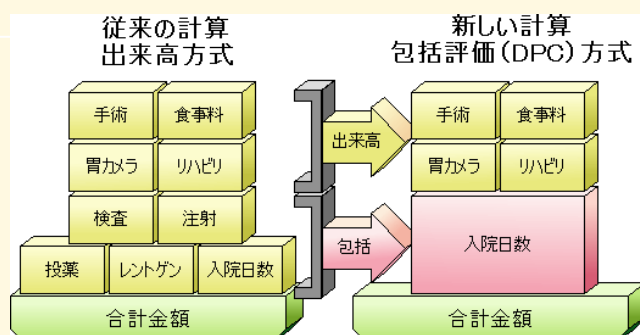 従来の計算
出来高方式
手術 食事料
胃カメラ リハビリ
検査 注射
投薬 レントゲン 入院日数
合計金額
出来高
包括
新しい計算
包括評価(DPC)方式
手術 食事料
胃カメラ リハビリ
入院日数
合計金額